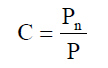 C = Pₙ / P